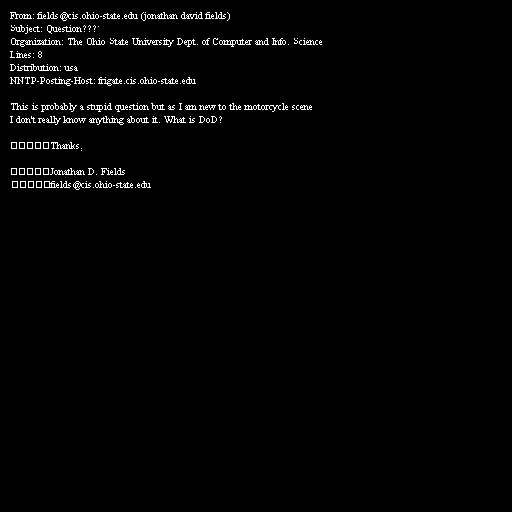 From: fields@cis.ohio-state.edu (jonathan david fields)
Subject: Question???
Organization: The Ohio State University Dept. of Computer and Info. Science
Lines: 8
Distribution: usa
NNTP-Posting-Host: frigate.cis.ohio-state.edu

This is probably a stupid question but as I am new to the motorcycle scene
I don't really know anything about it. What is DoD?

□□□□□Thanks,

□□□□□Jonathan D. Fields
□□□□□fields@cis.ohio-state.edu